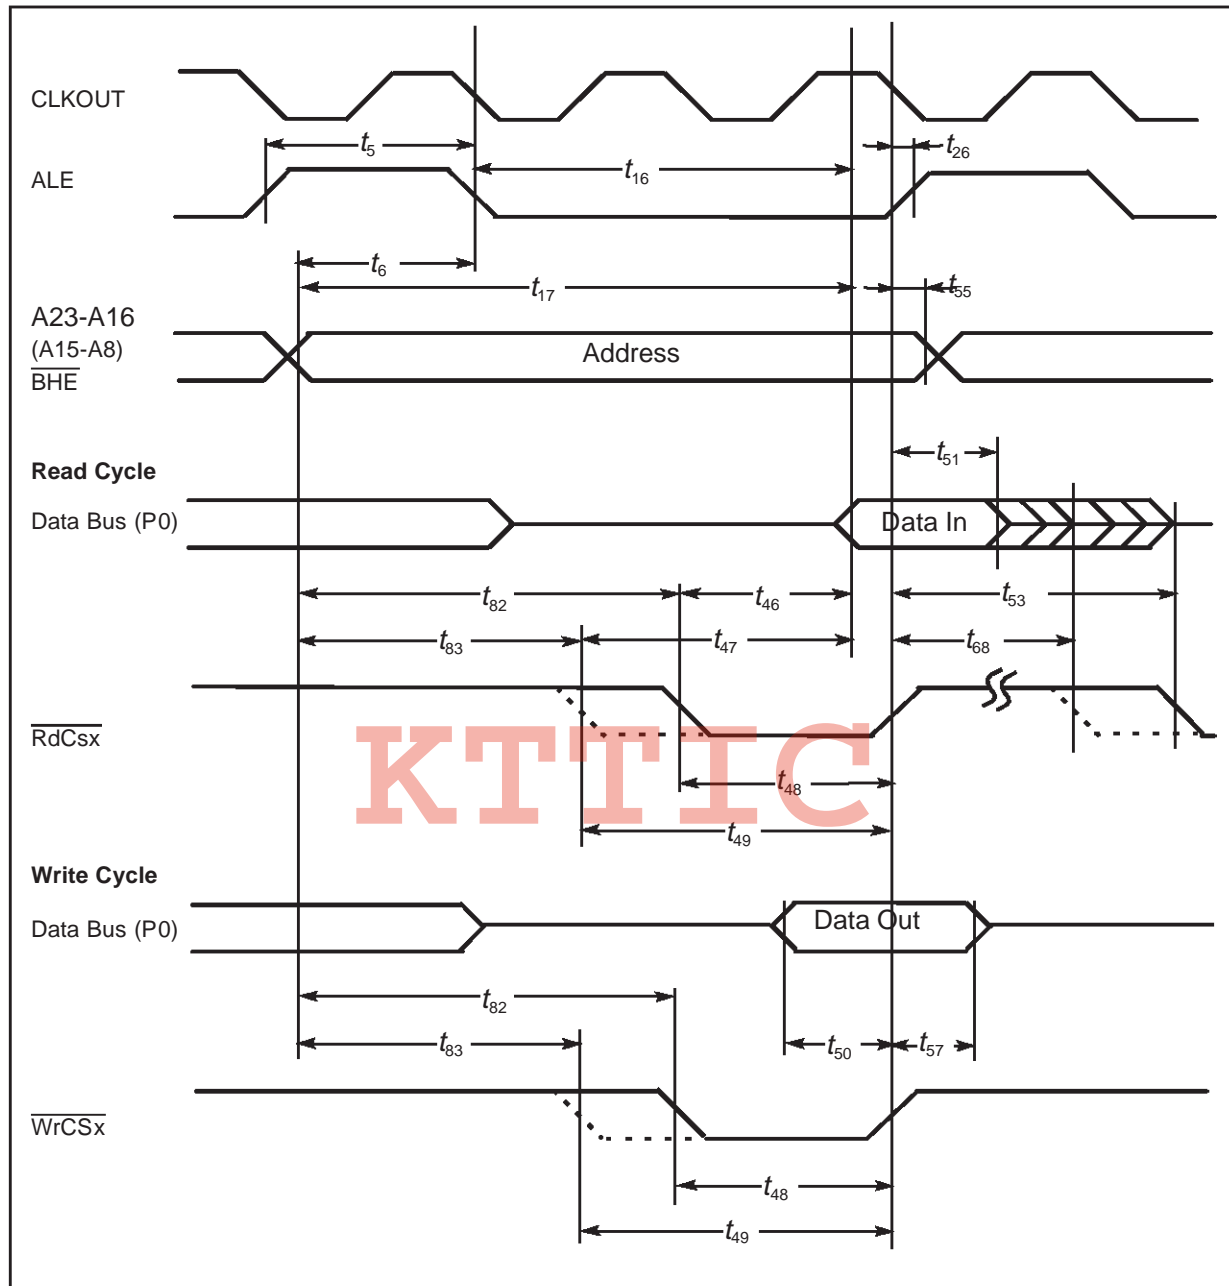 CLKOUT
t5
t26
ALE
t16
t6
t17
t55
A23-A16
(A15-A8)
Address
BHE
t51
Read Cycle
Data Bus (P0)
Data In
t82
t46
t53
t83
t47
t68
RdCsx
KTTIC
t48
t49
Write Cycle
Data Bus (P0)
Data Out
t82
t83
t50
t57
WrCSx
t48
t49